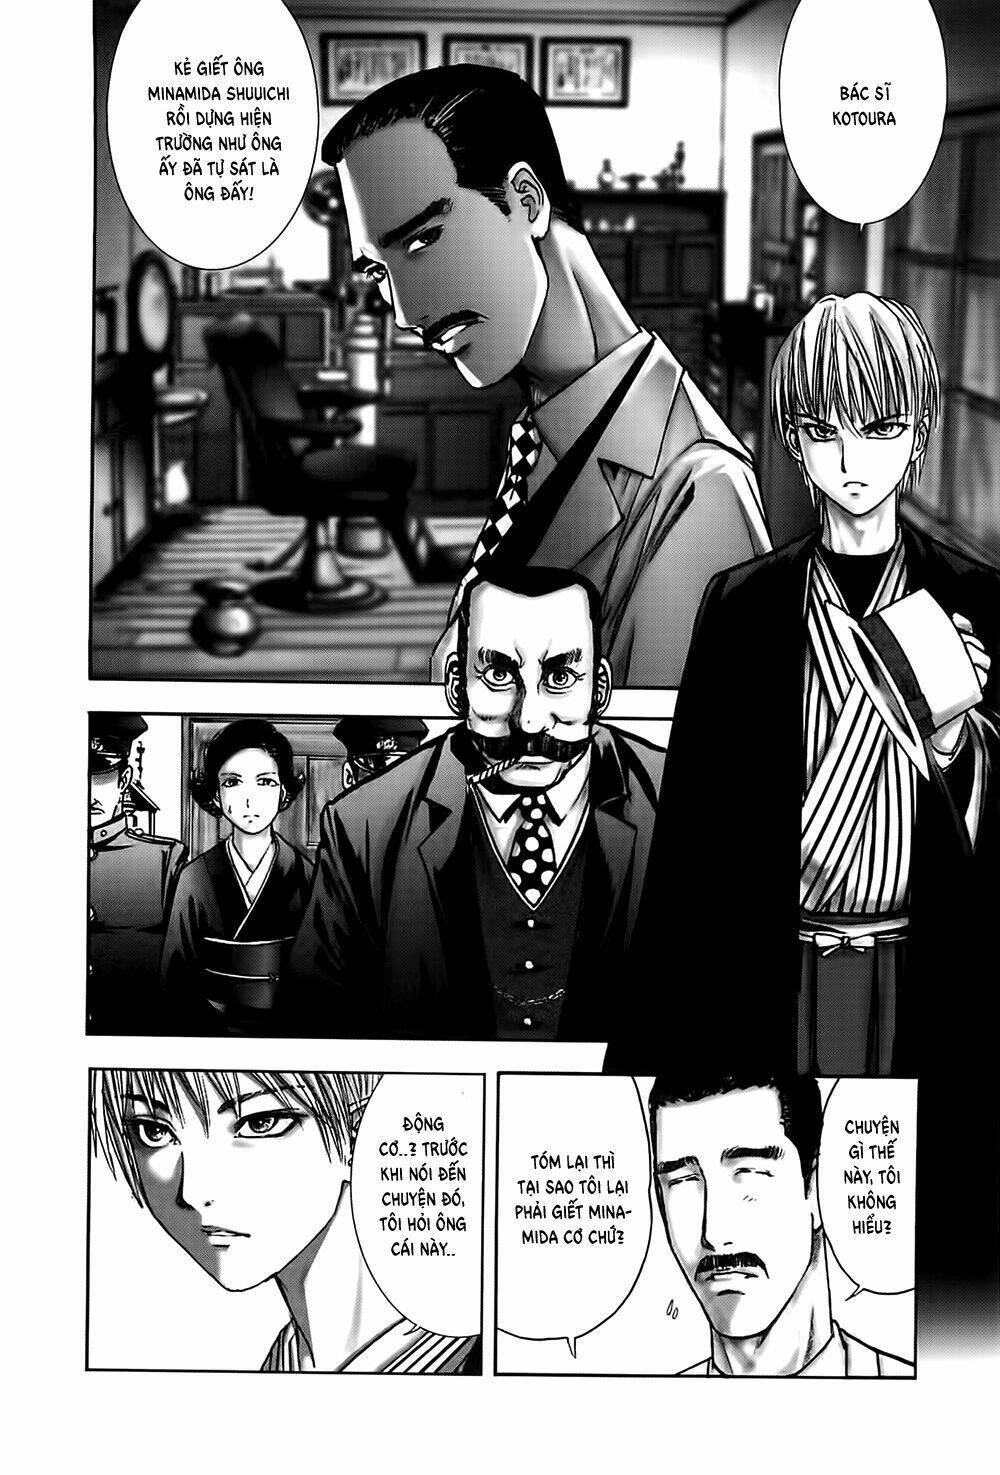 BÁC SĨ
KOTOURA
KẺ GIẾT ÔNG
MINAMIDA SHUUICHI
RỒI DỰNG HIỆN
TRƯỜNG NHƯ ÔNG
ẤY ĐÃ TỰ SÁT LÀ
ÔNG ĐẤY!
CHUYỆN
GÌ THẾ
NÀY, TÔI
KHÔNG
HIỂU?
TÓM LẠI THÌ
TẠI SAO TÔI LẠI
PHẢI GIẾT MINA-
MIDA CƠ CHỨ?
ĐỘNG
CƠ..? TRƯỚC
KHI NÓI ĐẾN
CHUYỆN ĐÓ,
TÔI HỎI ÔNG
CÁI NÀY..